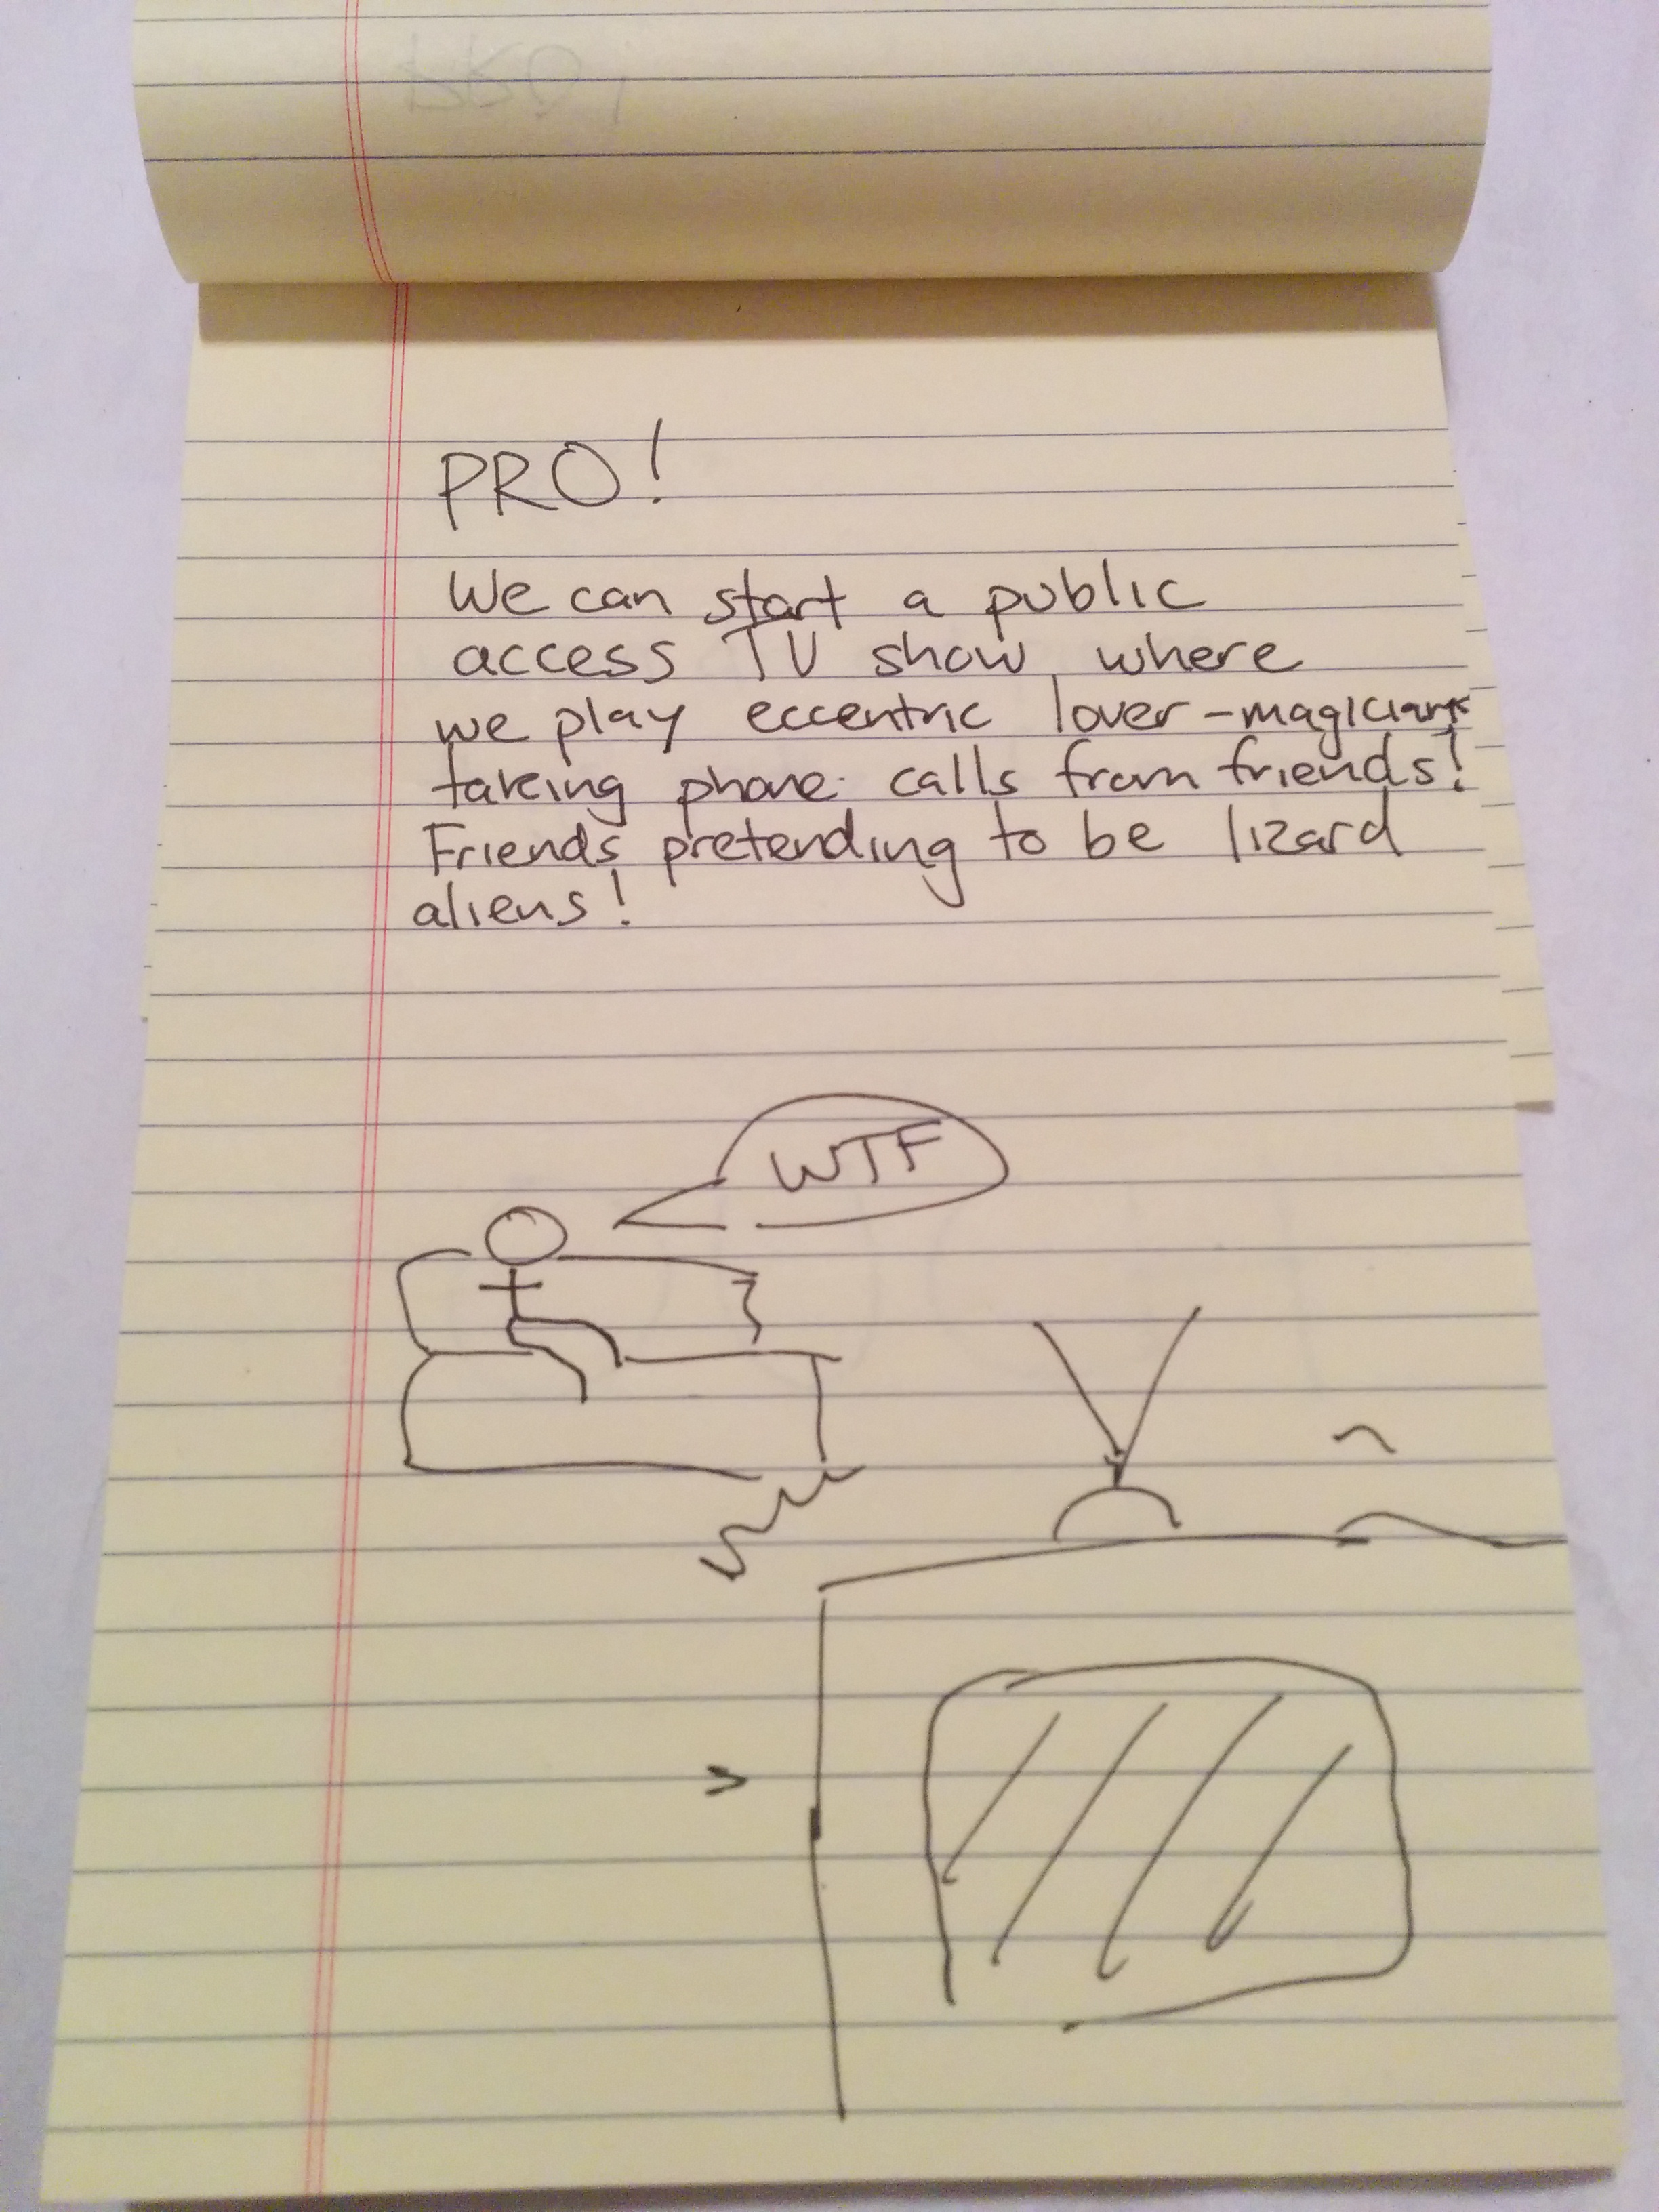 PRO!
We can start a public
access TV show where
we play eccentric lover-magicians
taking phone calls from friends!
Friends pretending to be lizard
aliens!
WTF